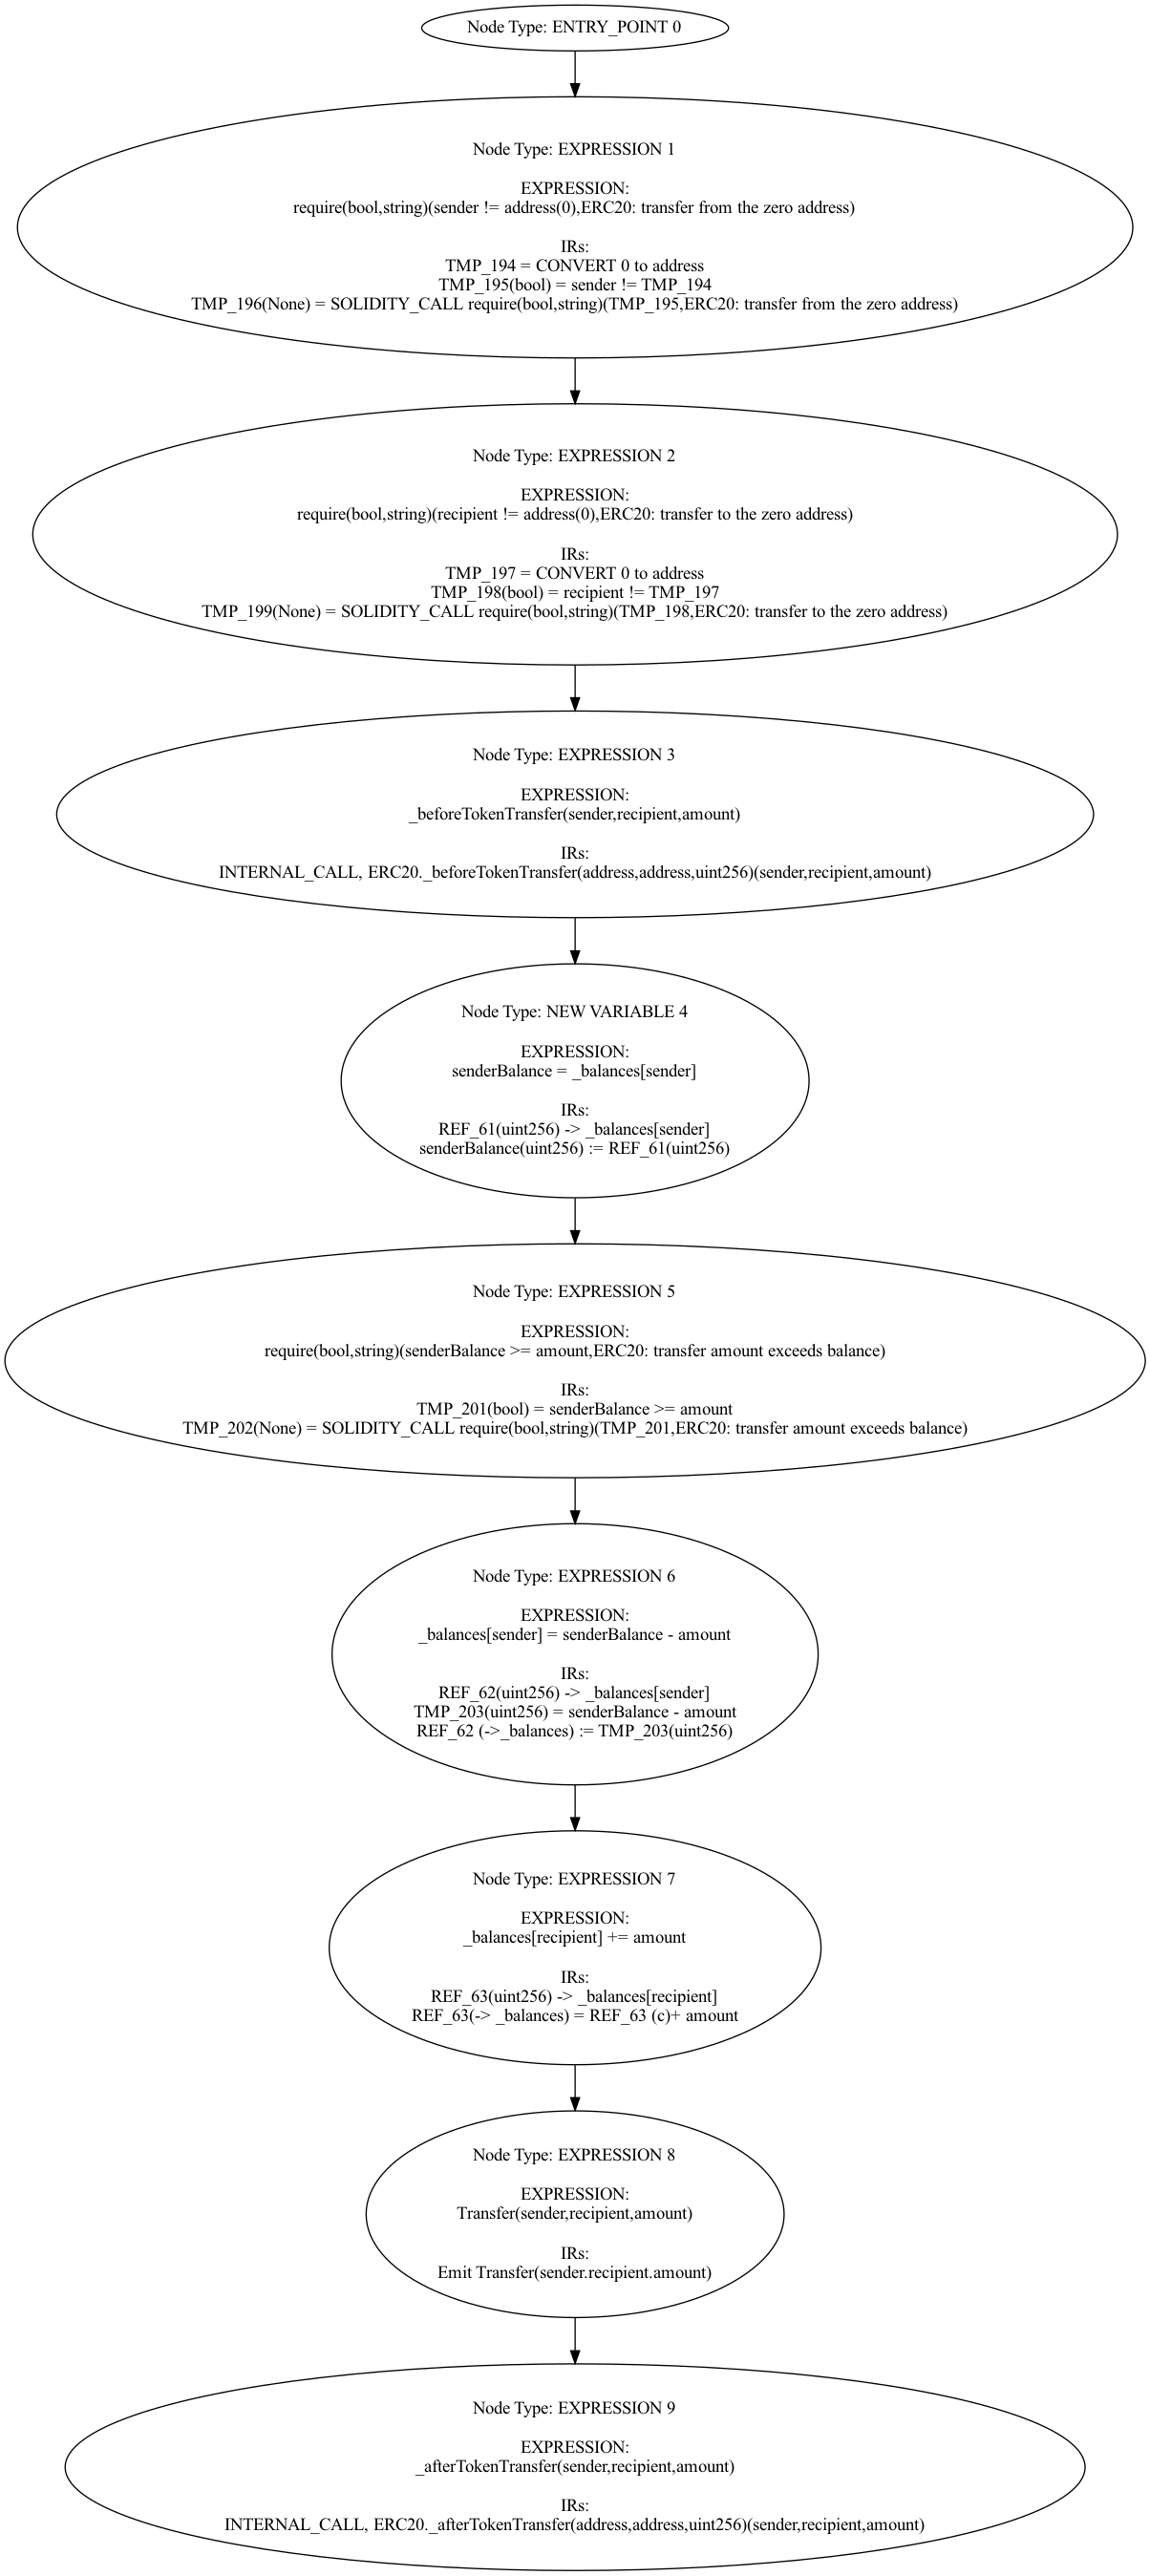 Node Type: ENTRY_POINT 0
Node Type: EXPRESSION 1
EXPRESSION:
require(bool,string)(sender != address(0),ERC20: transfer from the zero address)
IRs:
TMP_194 = CONVERT 0 to address
TMP_195(bool) = sender != TMP_194
TMP_196(None) = SOLIDITY_CALL require(bool,string)(TMP_195,ERC20: transfer from the zero address)
Node Type: EXPRESSION 2
EXPRESSION:
require(bool,string)(recipient != address(0),ERC20: transfer to the zero address)
IRs:
TMP_197 = CONVERT 0 to address
TMP_198(bool) = recipient != TMP_197
TMP_199(None) = SOLIDITY_CALL require(bool,string)(TMP_198,ERC20: transfer to the zero address)
Node Type: EXPRESSION 3
EXPRESSION:
_beforeTokenTransfer(sender,recipient,amount)
IRs:
INTERNAL_CALL, ERC20._beforeTokenTransfer(address,address,uint256)(sender,recipient,amount)
Node Type: NEW VARIABLE 4
EXPRESSION:
senderBalance = _balances[sender]
IRs:
REF_61(uint256) -> _balances[sender]
senderBalance(uint256) := REF_61(uint256)
Node Type: EXPRESSION 5
EXPRESSION:
require(bool,string)(senderBalance >= amount,ERC20: transfer amount exceeds balance)
IRs:
TMP_201(bool) = senderBalance >= amount
TMP_202(None) = SOLIDITY_CALL require(bool,string)(TMP_201,ERC20: transfer amount exceeds balance)
Node Type: EXPRESSION 6
EXPRESSION:
_balances[sender] = senderBalance - amount
IRs:
REF_62(uint256) -> _balances[sender]
TMP_203(uint256) = senderBalance - amount
REF_62 (->_balances) := TMP_203(uint256)
Node Type: EXPRESSION 7
EXPRESSION:
_balances[recipient] += amount
IRs:
REF_63(uint256) -> _balances[recipient]
REF_63(-> _balances) = REF_63 (c)+ amount
Node Type: EXPRESSION 8
EXPRESSION:
Transfer(sender,recipient,amount)
IRs:
Emit Transfer(sender.recipient.amount)
Node Type: EXPRESSION 9
EXPRESSION:
_afterTokenTransfer(sender,recipient,amount)
IRs:
INTERNAL_CALL, ERC20._afterTokenTransfer(address,address,uint256)(sender,recipient,amount)